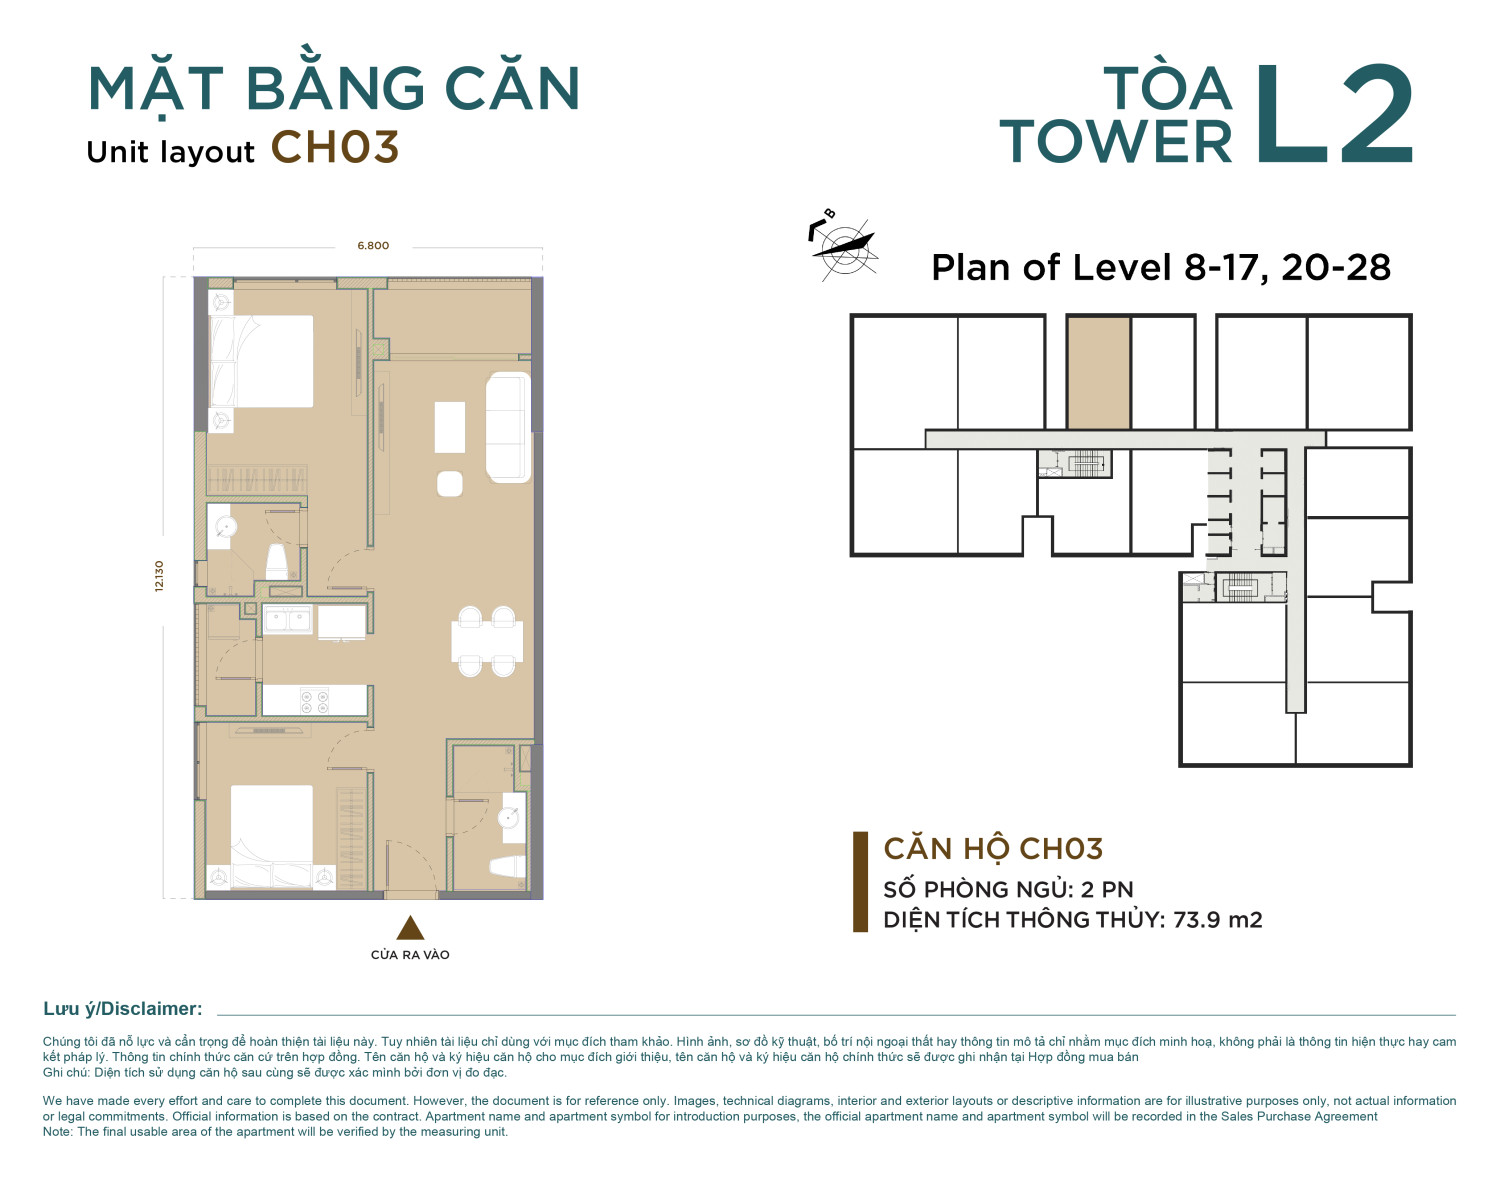 MẶT BẰNG CĂN
Unit layout CH03
TÒA
TOWER
L2
B
Plan of Level 8-17, 20-28
6.800
12.130
CỬA RA VÀO
CĂN HỘ CH03
SỐ PHÒNG NGỦ: 2 PN
DIỆN TÍCH THÔNG THỦY: 73.9 m2
Lưu ý/Disclaimer:
Chúng tôi đã nỗ lực và cẩn trọng để hoàn thiện tài liệu này. Tuy nhiên tài liệu chỉ dùng với mục đích tham khảo. Hình ảnh, sơ đồ kỹ thuật, bố trí nội ngoại thất hay thông tin mô tả chỉ nhằm mục đích minh hoạ, không phải là thông tin hiện thực hay cam
kết pháp lý. Thông tin chính thức căn cứ trên hợp đồng. Tên căn hộ và ký hiệu căn hộ cho mục đích giới thiệu, tên căn hộ và ký hiệu căn hộ chính thức sẽ được ghi nhận tại Hợp đồng mua bán
Ghi chú: Diện tích sử dụng căn hộ sau cùng sẽ được xác minh bởi đơn vị đo đạc.
We have made every effort and care to complete this document. However, the document is for reference only. Images, technical diagrams, interior and exterior layouts or descriptive information are for illustrative purposes only, not actual information
or legal commitments. Official information is based on the contract. Apartment name and apartment symbol for introduction purposes, the official apartment name and apartment symbol will be recorded in the Sales Purchase Agreement
Note: The final usable area of the apartment will be verified by the measuring unit.